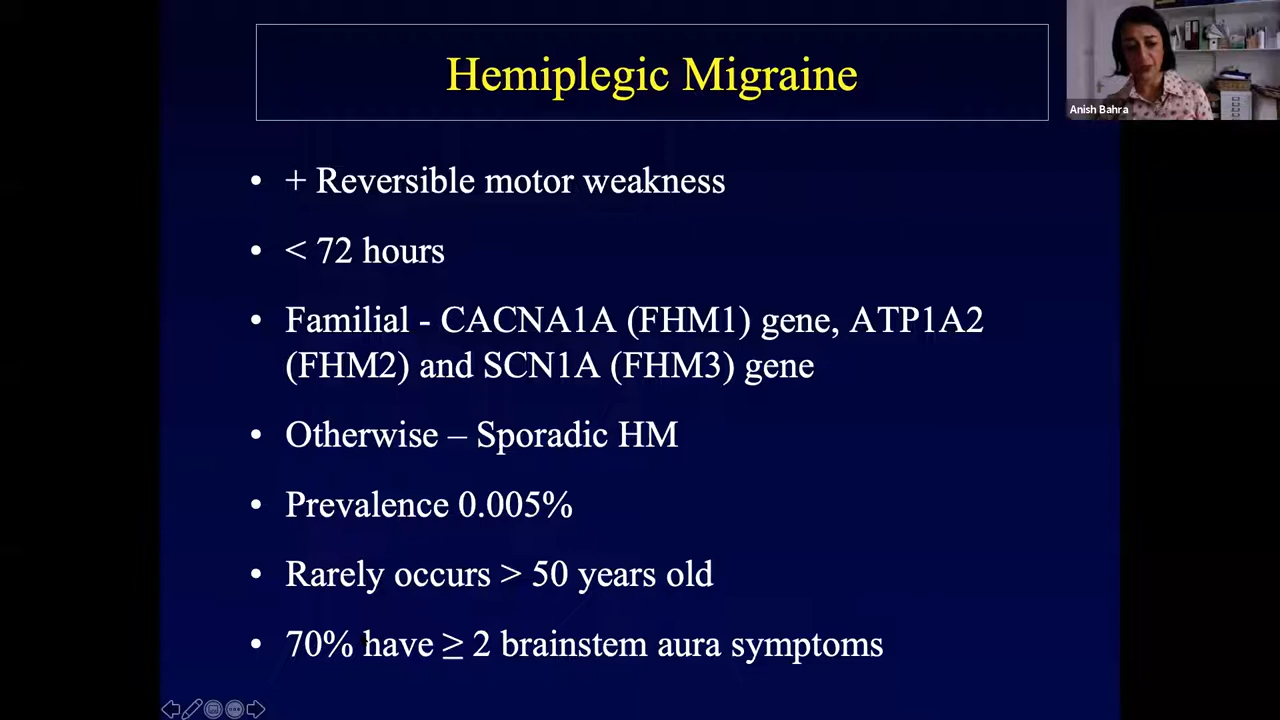 Hemiplegic Migraine
Anish Bahra
• + Reversible motor weakness
• < 72 hours
• Familial - CACNA1A (FHM1) gene, ATP1A2
(FHM2) and SCN1A (FHM3) gene
• Otherwise – Sporadic HM
• Prevalence 0.005%
• Rarely occurs > 50 years old
• 70% have ≥ 2 brainstem aura symptoms